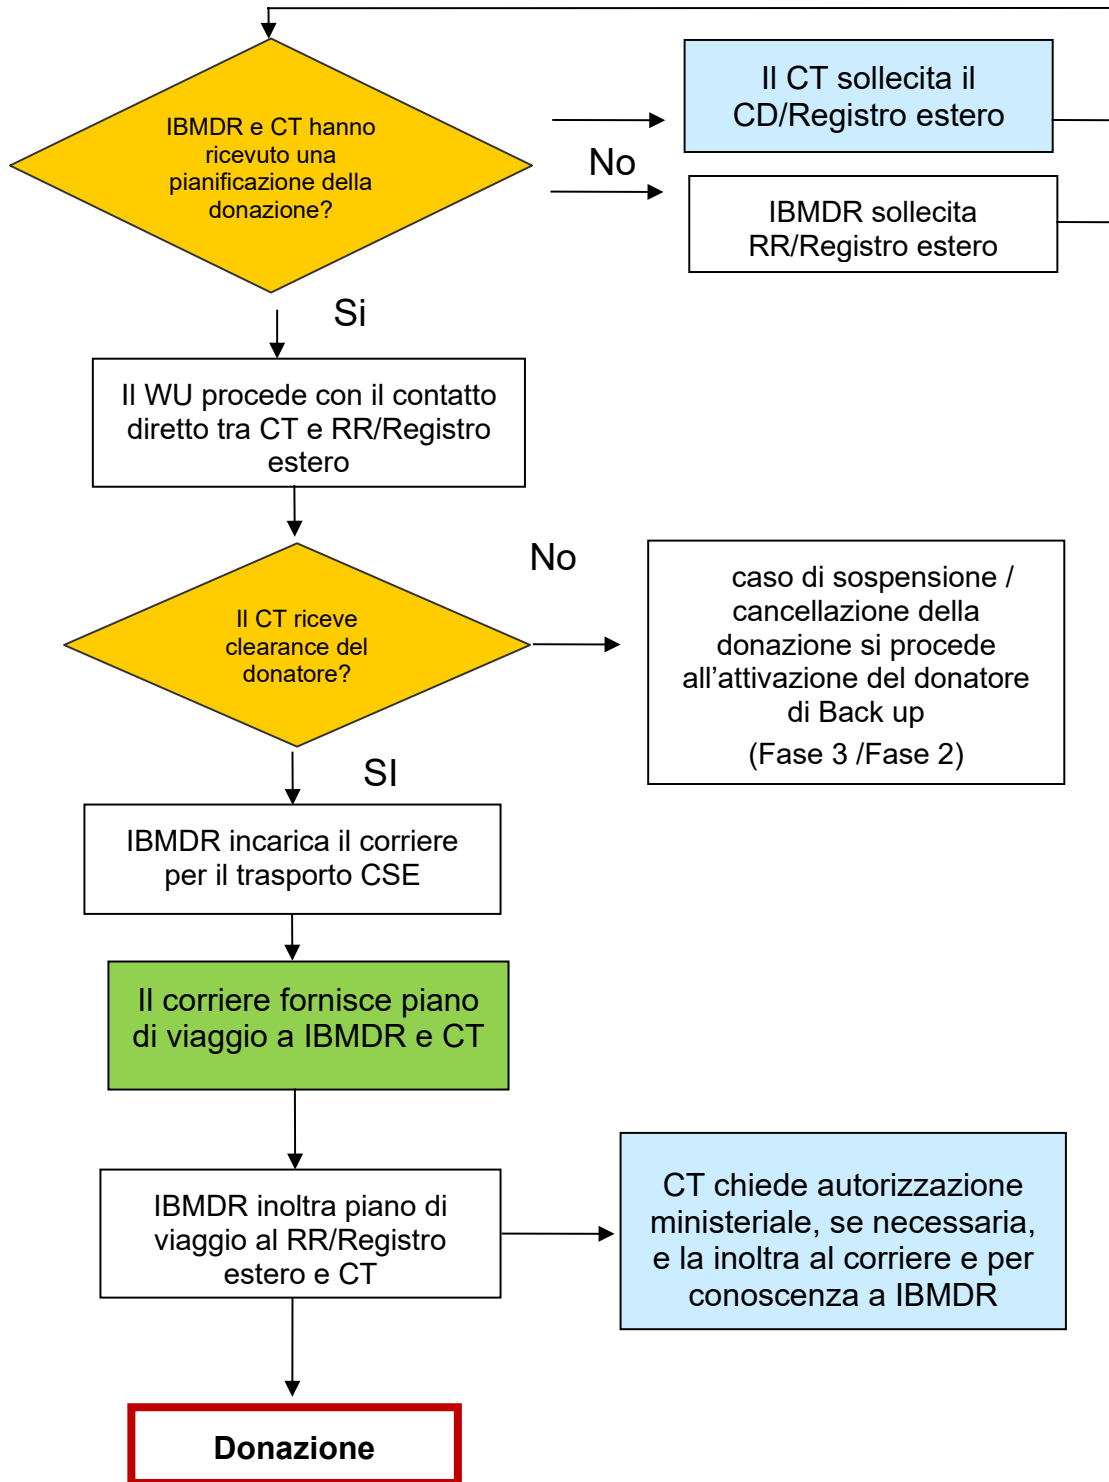 IBMDR e CT hanno
ricevuto una
pianificazione della
donazione?
Il CT sollecita il
CD/Registro estero
No
IBMDR sollecita
RR/Registro estero
Si
Il WU procede con il contatto
diretto tra CT e RR/Registro
estero
No
Il CT riceve
clearance del
donatore?
caso di sospensione /
cancellazione della
donazione si procede
all’attivazione del donatore
di Back up
(Fase 3 /Fase 2)
SI
IBMDR incarica il corriere
per il trasporto CSE
Il corriere fornisce piano
di viaggio a IBMDR e CT
IBMDR inoltra piano di
viaggio al RR/Registro
estero e CT
CT chiede autorizzazione
ministeriale, se necessaria,
e la inoltra al corriere e per
conoscenza a IBMDR
Donazione